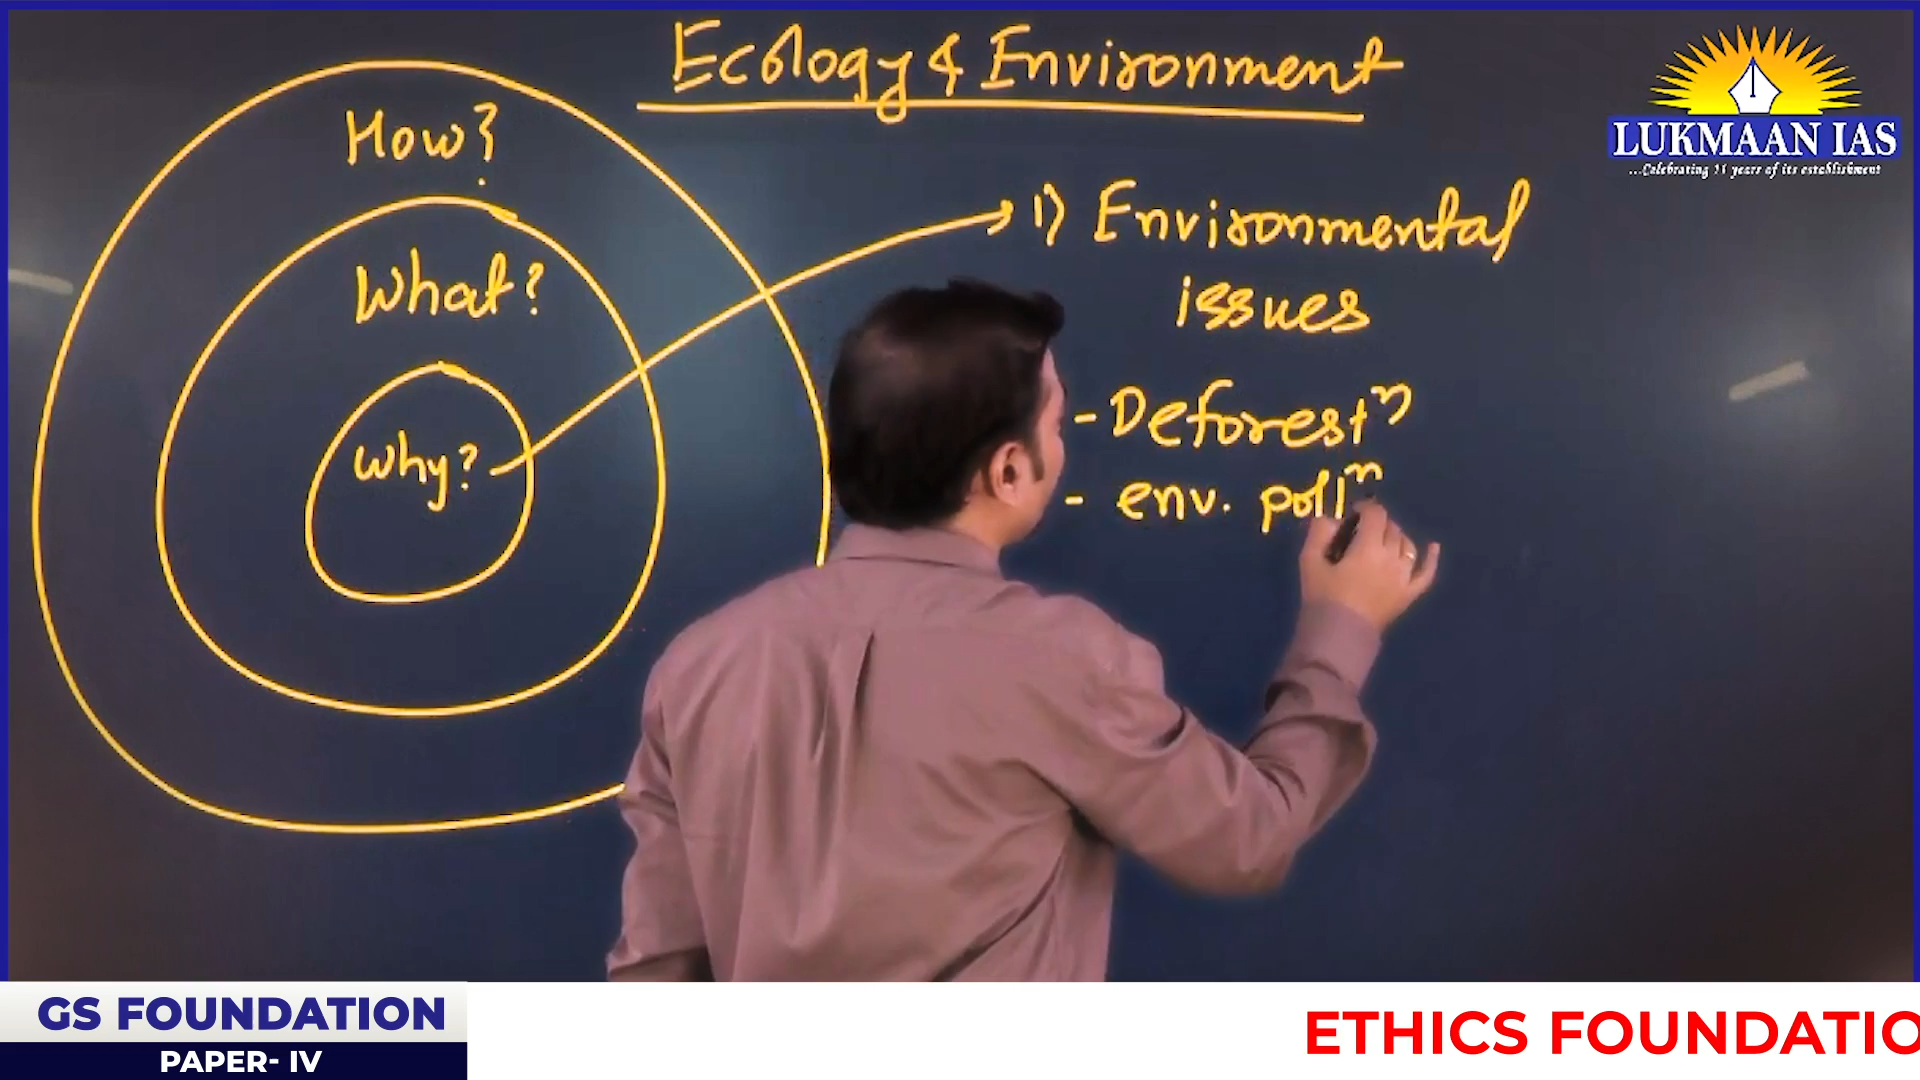 Ecology & Environment
How?
What?
Why?
1) Environmental
issues
- Deforestⁿ
- env. pollⁿ
LUKMAAN IAS
...Celebrating 11 years of its establishment
GS FOUNDATION
PAPER- IV
ETHICS FOUNDATIO